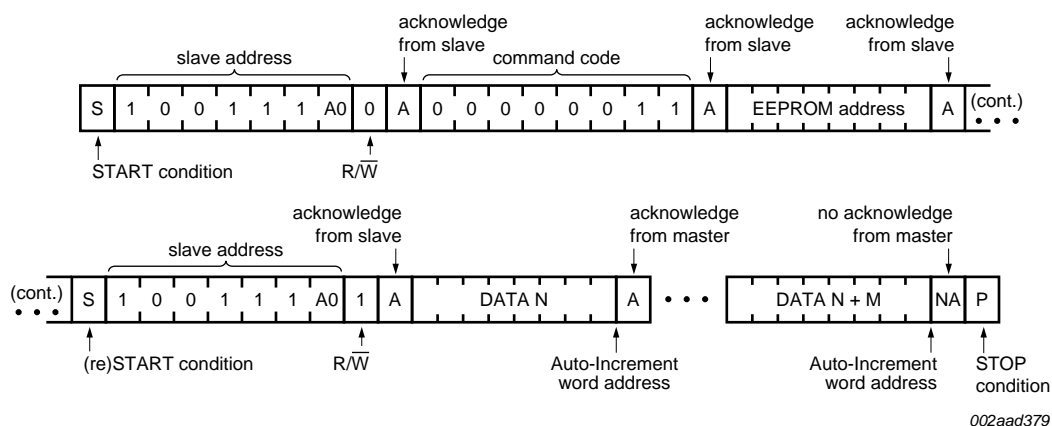 acknowledge from slave
acknowledge from slave
acknowledge from slave
slave address
command code
S 1 0 0 1 1 1 A0 0 A 0 0 0 0 0 0 1 1 A EEPROM address A (cont.)
START condition
R/W̅
acknowledge from slave
acknowledge from master
no acknowledge from master
slave address
(cont.) S 1 0 0 1 1 1 A0 1 A DATA N A • • • DATA N + M NA P
(re)START condition
R/W̅
Auto-Increment word address
Auto-Increment word address
STOP condition
002aad379